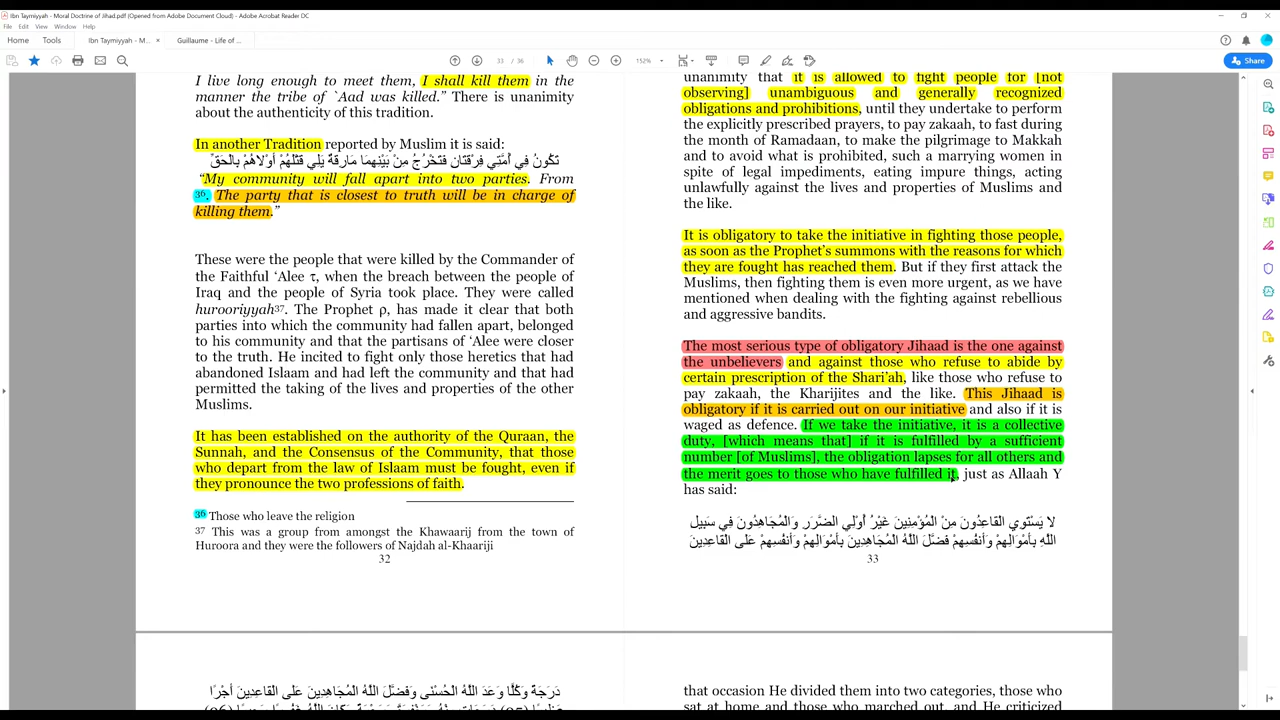 Ibn Taymiyyah - Moral Doctrine of Jihad.pdf (Opened from Adobe Document Cloud) - Adobe Acrobat Reader DC
File Edit View Window Help
Home Tools Ibn Taymiyyah - M... × Guillaume - Life of ...
33 / 36 152% Share
I live long enough to meet them, I shall kill them in the
manner the tribe of `Aad was killed." There is unanimity
about the authenticity of this tradition.
In another Tradition reported by Muslim it is said:
تَكُونُ فِي أُمَّتِي فِرْقَتَانِ فَتَخْرُجُ مِنْ بَيْنِهِمَا مَارِقَةٌ يَلِي قَتْلَهُمْ أَوْلاَهُمْ بِالْحَقِّ
"My community will fall apart into two parties. From
36. The party that is closest to truth will be in charge of
killing them."
These were the people that were killed by the Commander of
the Faithful 'Alee τ, when the breach between the people of
Iraq and the people of Syria took place. They were called
hurooriyyah37. The Prophet ρ, has made it clear that both
parties into which the community had fallen apart, belonged
to his community and that the partisans of 'Alee were closer
to the truth. He incited to fight only those heretics that had
abandoned Islaam and had left the community and that had
permitted the taking of the lives and properties of the other
Muslims.
It has been established on the authority of the Quraan, the
Sunnah, and the Consensus of the Community, that those
who depart from the law of Islaam must be fought, even if
they pronounce the two professions of faith.
36 Those who leave the religion
37 This was a group from amongst the Khawaarij from the town of
Huroora and they were the followers of Najdah al-Khaariji
32
دَرَجَةً وَكُلاًّ وَعَدَ اللَّهُ الْحُسْنَى وَفَضَّلَ اللَّهُ الْمُجَاهِدِينَ عَلَى الْقَاعِدِينَ أَجْرًا
unanimity that it is allowed to fight people for [not
observing] unambiguous and generally recognized
obligations and prohibitions, until they undertake to perform
the explicitly prescribed prayers, to pay zakaah, to fast during
the month of Ramadaan, to make the pilgrimage to Makkah
and to avoid what is prohibited, such a marrying women in
spite of legal impediments, eating impure things, acting
unlawfully against the lives and properties of Muslims and
the like.
It is obligatory to take the initiative in fighting those people,
as soon as the Prophet's summons with the reasons for which
they are fought has reached them. But if they first attack the
Muslims, then fighting them is even more urgent, as we have
mentioned when dealing with the fighting against rebellious
and aggressive bandits.
The most serious type of obligatory Jihaad is the one against
the unbelievers and against those who refuse to abide by
certain prescription of the Shari'ah, like those who refuse to
pay zakaah, the Kharijites and the like. This Jihaad is
obligatory if it is carried out on our initiative and also if it is
waged as defence. If we take the initiative, it is a collective
duty, [which means that] if it is fulfilled by a sufficient
number [of Muslims], the obligation lapses for all others and
the merit goes to those who have fulfilled it, just as Allaah Y
has said:
لا يَسْتَوِي الْقَاعِدُونَ مِنْ الْمُؤْمِنِينَ غَيْرُ أُوْلِي الضَّرَرِ وَالْمُجَاهِدُونَ فِي سَبِيلِ
اللَّهِ بِأَمْوَالِهِمْ وَأَنفُسِهِمْ فَضَّلَ اللَّهُ الْمُجَاهِدِينَ بِأَمْوَالِهِمْ وَأَنفُسِهِمْ عَلَى الْقَاعِدِينَ
33
that occasion He divided them into two categories, those who
sat at home and those who marched out, and He criticized